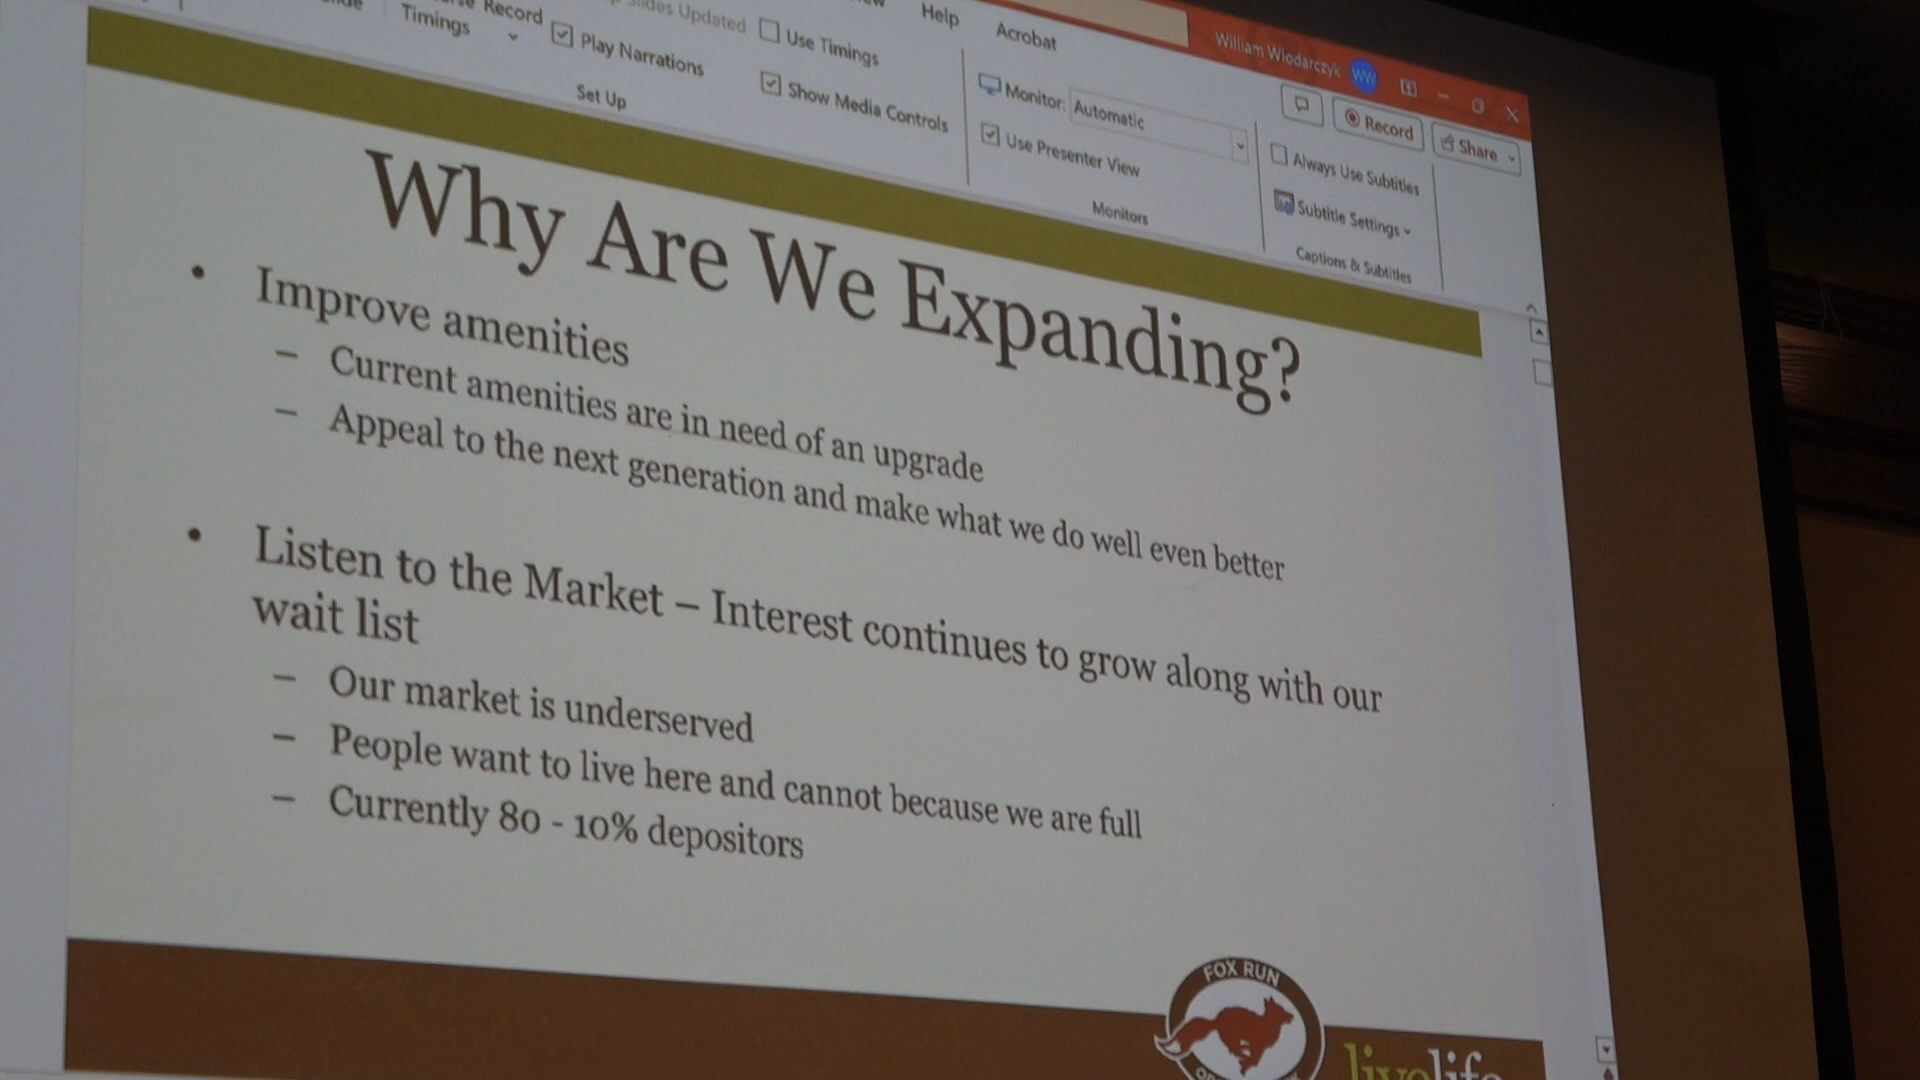 Help
Acrobat
William Wlodarczyk
WW
Record
Timings
Slides Updated
Play Narrations
Use Timings
Show Media Controls
Set Up
Monitor: Automatic
Use Presenter View
Monitors
Record
Share
Always Use Subtitles
Subtitle Settings
Captions & Subtitles
Why Are We Expanding?
• Improve amenities
– Current amenities are in need of an upgrade
– Appeal to the next generation and make what we do well even better
• Listen to the Market – Interest continues to grow along with our
wait list
– Our market is underserved
– People want to live here and cannot because we are full
– Currently 80 - 10% depositors
FOX RUN
livelife